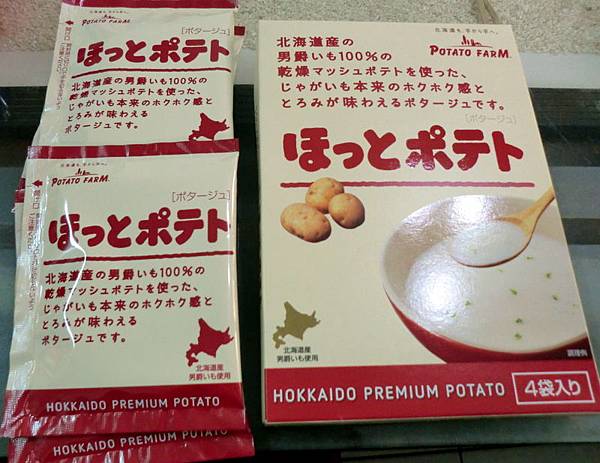 ほっとポテト
北海道産の男爵いも100%の
乾燥マッシュポテトを使った、
じゃがいも本来のホクホク感と
とろみが味わえる
ポタージュです。
北海道も、手から手へ。
POTATO FARM
[ポタージュ]
ほっとポテト
北海道産の男爵いも100%の
乾燥マッシュポテトを使った、
じゃがいも本来のホクホク感と
とろみが味わえる
ポタージュです。
北海道産
男爵いも使用
HOKKAIDO PREMIUM POTATO
HOKKAIDO PREMIUM POTATO
北海道産の
男爵いも100%の
乾燥マッシュポテトを使った、
じゃがいも本来のホクホク感と
とろみが味わえるポタージュです。
POTATO FARM
[ポタージュ]
ほっとポテト
北海道産
男爵いも使用
調理例
HOKKAIDO PREMIUM POTATO
4袋入り